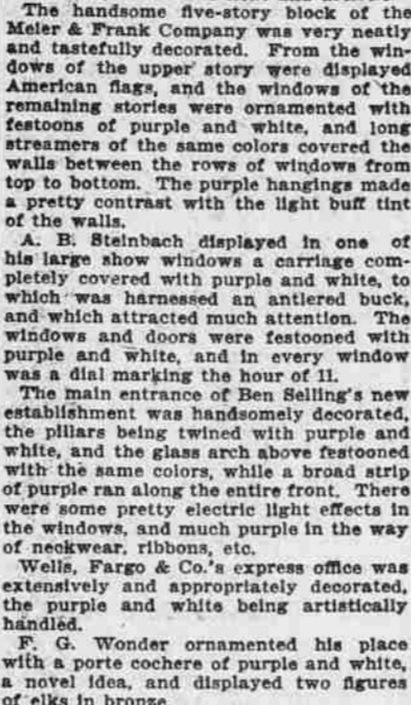 The handsome five-story block of the
Meier & Frank Company was very neatly
and tastefully decorated. From the win-
dows of the upper story were displayed
American flags, and the windows of the
remaining stories were ornamented with
festoons of purple and white, and long
streamers of the same colors covered the
walls between the rows of windows from
top to bottom. The purple hangings made
a pretty contrast with the light buff tint
of the walls.
A. B. Steinbach displayed in one of
his large show windows a carriage com-
pletely covered with purple and white, to
which was harnessed an antlered buck,
and which attracted much attention. The
windows and doors were festooned with
purple and white, and in every window
was a dial marking the hour of 11.
The main entrance of Ben Selling's new
establishment was handsomely decorated,
the pillars being twined with purple and
white, and the glass arch above festooned
with the same colors, while a broad strip
of purple ran along the entire front. There
were some pretty electric light effects in
the windows, and much purple in the way
of neckwear, ribbons, etc.
Wells, Fargo & Co.'s express office was
extensively and appropriately decorated,
the purple and white being artistically
handled.
F. G. Wonder ornamented his place
with a porte cochere of purple and white,
a novel idea, and displayed two figures
of elks in bronze